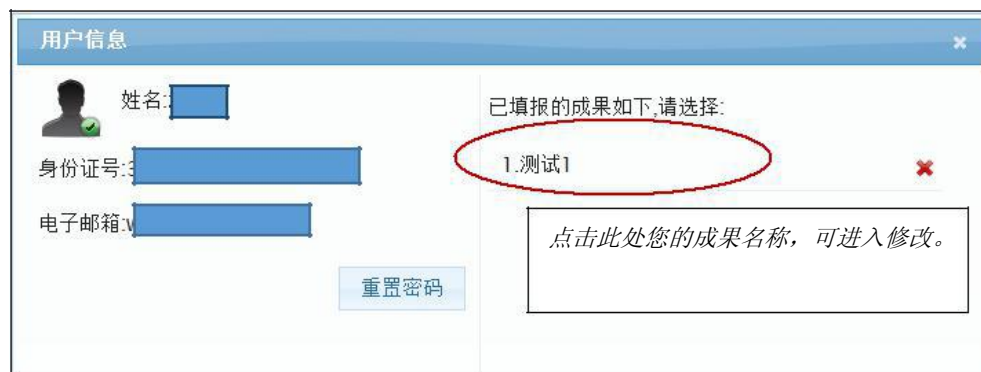 用户信息
姓名:
已填报的成果如下,请选择:
身份证号:3
1.测试1
电子邮箱:w
点击此处您的成果名称，可进入修改。
重置密码